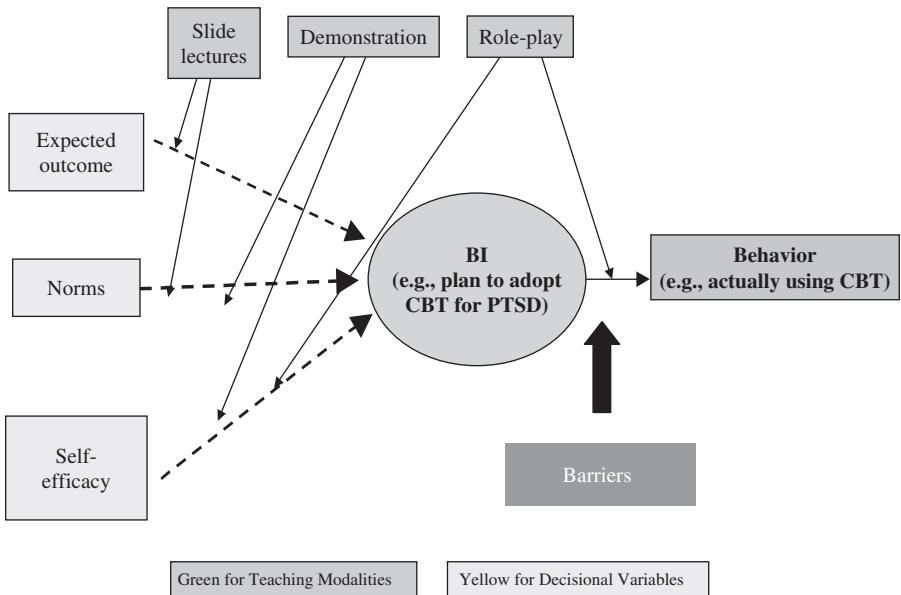 Slide
lectures
Demonstration
Role-play
Expected
outcome
Norms
Self-
efficacy
BI
(e.g., plan to adopt
CBT for PTSD)
Behavior
(e.g., actually using CBT)
Barriers
Green for Teaching Modalities
Yellow for Decisional Variables